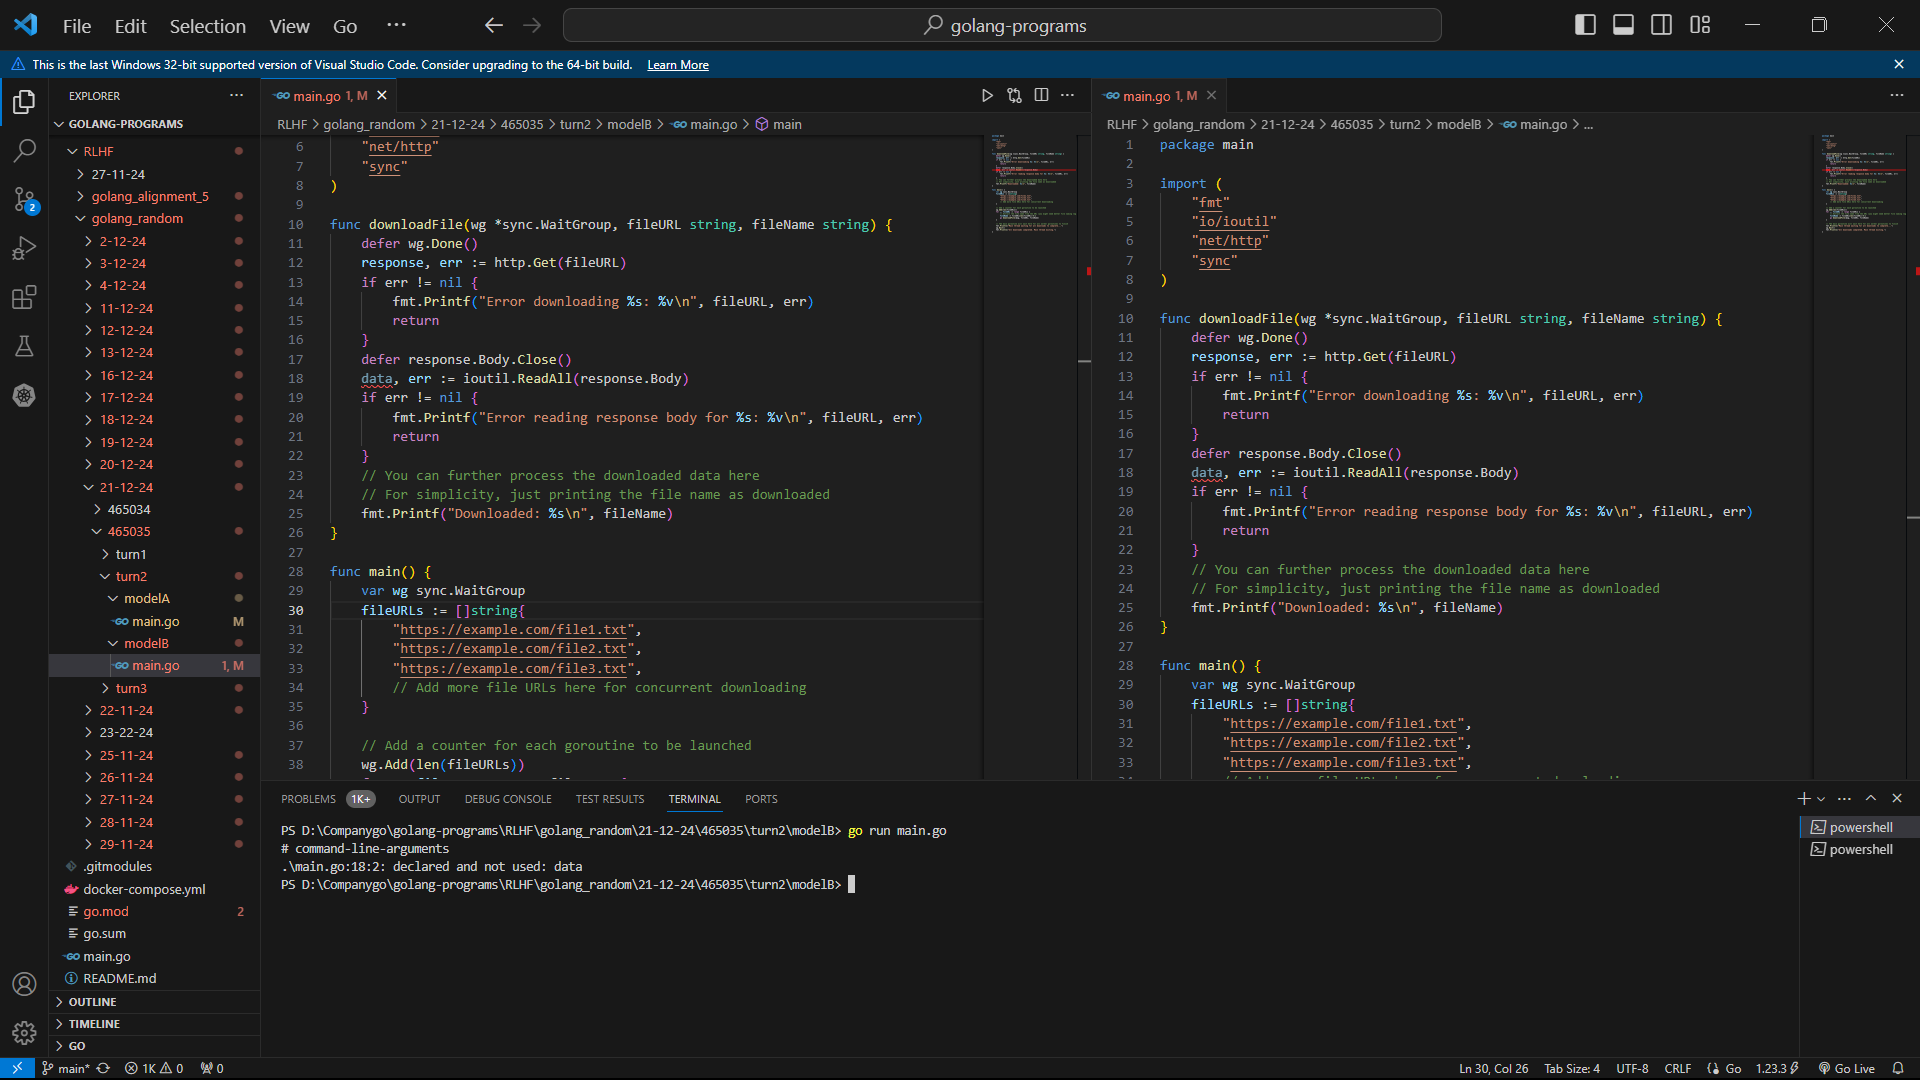 File Edit Selection View Go ···
golang-programs
This is the last Windows 32-bit supported version of Visual Studio Code. Consider upgrading to the 64-bit build. Learn More
EXPLORER
GOLANG-PROGRAMS
RLHF
27-11-24
golang_alignment_5
golang_random
2-12-24
3-12-24
4-12-24
11-12-24
12-12-24
13-12-24
16-12-24
17-12-24
18-12-24
19-12-24
20-12-24
21-12-24
465034
465035
turn1
turn2
modelA
main.go M
modelB
main.go 1, M
turn3
22-11-24
23-22-24
25-11-24
26-11-24
27-11-24
28-11-24
29-11-24
.gitmodules
docker-compose.yml
go.mod 2
go.sum
main.go
README.md
OUTLINE
TIMELINE
GO
2
main.go 1, M
RLHF > golang_random > 21-12-24 > 465035 > turn2 > modelB > main.go > main
6 "net/http"
7 "sync"
8 )
9
10 func downloadFile(wg *sync.WaitGroup, fileURL string, fileName string) {
11 defer wg.Done()
12 response, err := http.Get(fileURL)
13 if err != nil {
14 fmt.Printf("Error downloading %s: %v\n", fileURL, err)
15 return
16 }
17 defer response.Body.Close()
18 data, err := ioutil.ReadAll(response.Body)
19 if err != nil {
20 fmt.Printf("Error reading response body for %s: %v\n", fileURL, err)
21 return
22 }
23 // You can further process the downloaded data here
24 // For simplicity, just printing the file name as downloaded
25 fmt.Printf("Downloaded: %s\n", fileName)
26 }
27
28 func main() {
29 var wg sync.WaitGroup
30 fileURLs := []string{
31 "https://example.com/file1.txt",
32 "https://example.com/file2.txt",
33 "https://example.com/file3.txt",
34 // Add more file URLs here for concurrent downloading
35 }
36
37 // Add a counter for each goroutine to be launched
38 wg.Add(len(fileURLs))
main.go 1, M
RLHF > golang_random > 21-12-24 > 465035 > turn2 > modelB > main.go > ...
1 package main
2
3 import (
4 "fmt"
5 "io/ioutil"
6 "net/http"
7 "sync"
8 )
9
10 func downloadFile(wg *sync.WaitGroup, fileURL string, fileName string) {
11 defer wg.Done()
12 response, err := http.Get(fileURL)
13 if err != nil {
14 fmt.Printf("Error downloading %s: %v\n", fileURL, err)
15 return
16 }
17 defer response.Body.Close()
18 data, err := ioutil.ReadAll(response.Body)
19 if err != nil {
20 fmt.Printf("Error reading response body for %s: %v\n", fileURL, err)
21 return
22 }
23 // You can further process the downloaded data here
24 // For simplicity, just printing the file name as downloaded
25 fmt.Printf("Downloaded: %s\n", fileName)
26 }
27
28 func main() {
29 var wg sync.WaitGroup
30 fileURLs := []string{
31 "https://example.com/file1.txt",
32 "https://example.com/file2.txt",
33 "https://example.com/file3.txt",
PROBLEMS 1K+ OUTPUT DEBUG CONSOLE TEST RESULTS TERMINAL PORTS
PS D:\Companygo\golang-programs\RLHF\golang_random\21-12-24\465035\turn2\modelB> go run main.go
# command-line-arguments
.\main.go:18:2: declared and not used: data
PS D:\Companygo\golang-programs\RLHF\golang_random\21-12-24\465035\turn2\modelB>
powershell
powershell
main* 1K 0 0
Ln 30, Col 26 Tab Size: 4 UTF-8 CRLF Go 1.23.3 Go Live